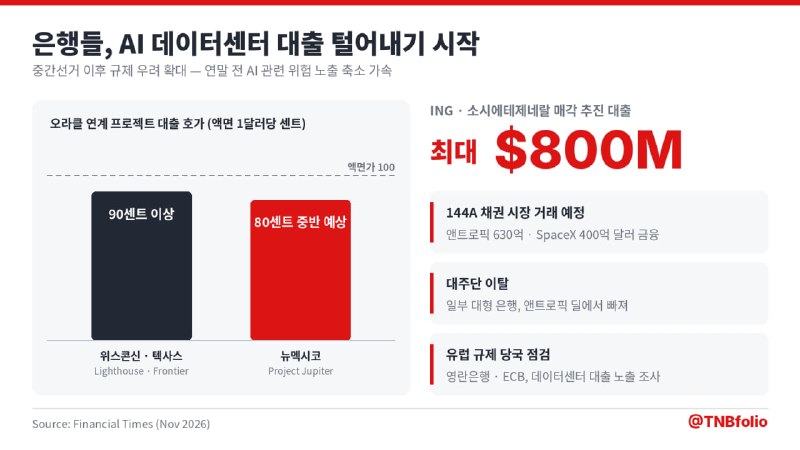 은행들, AI 데이터센터 대출 털어내기 시작
중간선거 이후 규제 우려 확대 — 연말 전 AI 관련 위험 노출 축소 가속
오라클 연계 프로젝트 대출 호가 (액면 1달러당 센트)
액면가 100
90센트 이상
80센트 중반 예상
위스콘신 · 텍사스
Lighthouse · Frontier
뉴멕시코
Project Jupiter
ING · 소시에테제네랄 매각 추진 대출
최대 $800M
144A 채권 시장 거래 예정
앤트로픽 630억 · SpaceX 400억 달러 금융
대주단 이탈
일부 대형 은행, 앤트로픽 딜에서 빠져
유럽 규제 당국 점검
영란은행 · ECB, 데이터센터 대출 노출 조사
Source: Financial Times (Nov 2026)
@TNBfolio